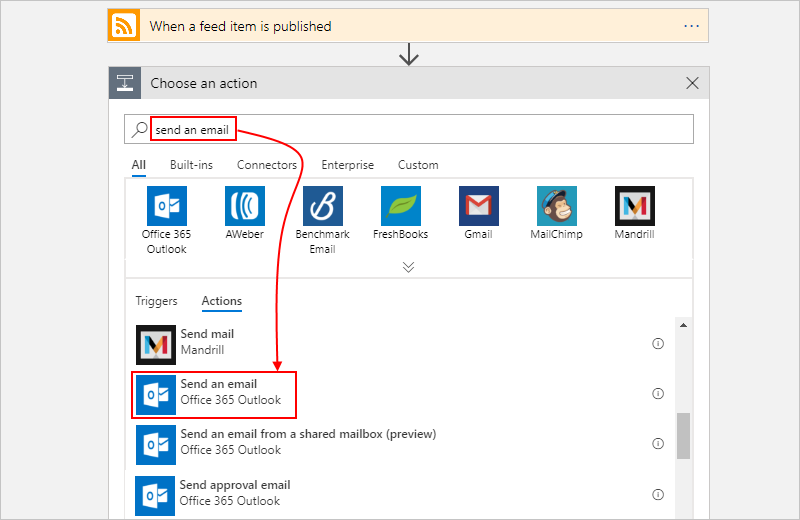 When a feed item is published
Choose an action
send an email
All Built-ins Connectors Enterprise Custom
Office 365 Outlook AWeber Benchmark Email FreshBooks Gmail MailChimp Mandrill
Triggers Actions
Send mail
Mandrill
Send an email
Office 365 Outlook
Send an email from a shared mailbox (preview)
Office 365 Outlook
Send approval email
Office 365 Outlook